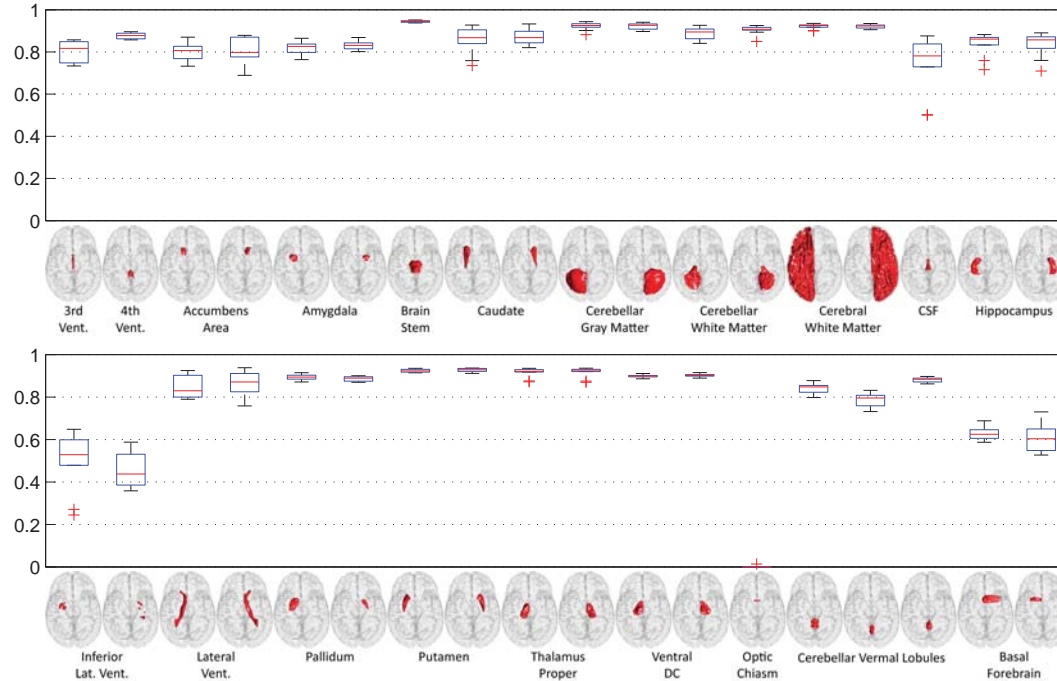 1
0.8
0.6
0.4
0.2
0
3rd Vent.
4th Vent.
Accumbens Area
Amygdala
Brain Stem
Caudate
Cerebellar Gray Matter
Cerebellar White Matter
Cerebral White Matter
CSF
Hippocampus
1
0.8
0.6
0.4
0.2
0
Inferior Lat. Vent.
Lateral Vent.
Pallidum
Putamen
Thalamus Proper
Ventral DC
Optic Chiasm
Cerebellar Vermal Lobules
Basal Forebrain